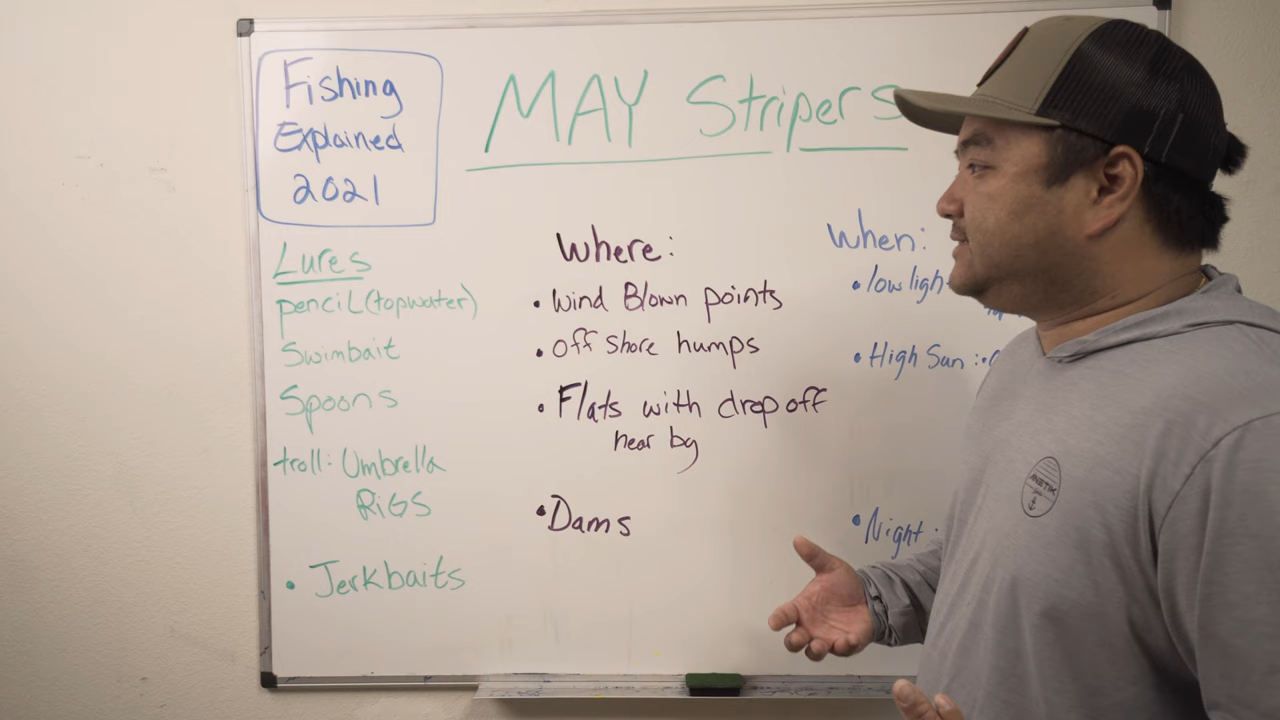 Fishing
Explained
2021
MAY Stripers
Lures
pencil (topwater)
Swimbait
Spoons
troll: Umbrella
RiGS
• Jerkbaits
Where:
• wind Blown points
• off shore humps
• Flats with drop off
near by
• Dams
When:
• low ligh
• High Sun :
• Night